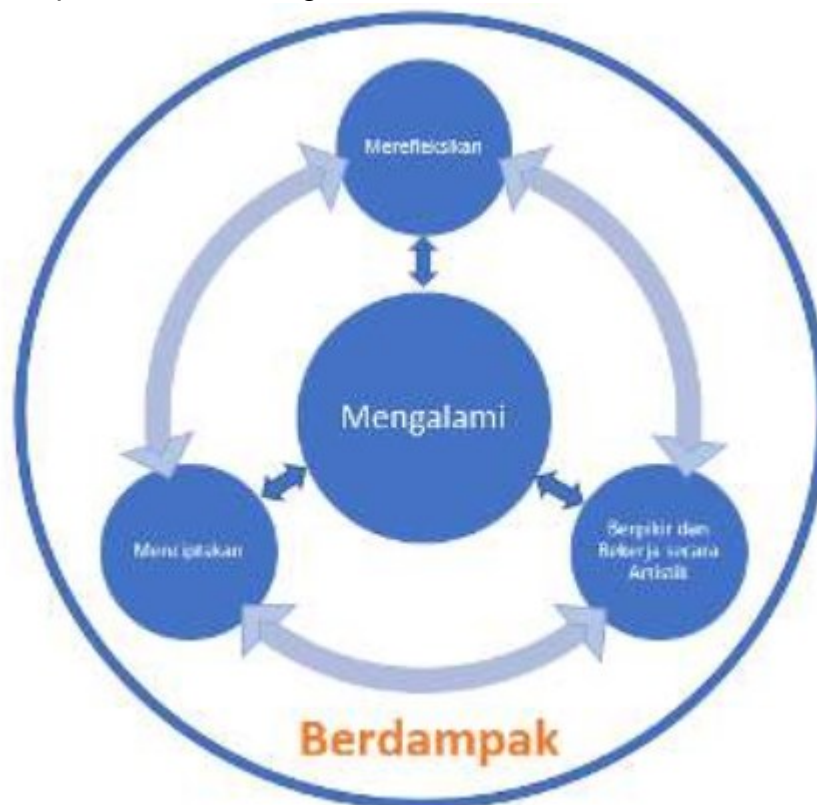 Merefleksikan
Mengalami
Menciptakan
Berpikir dan
Bekerja secara
Artistik
Berdampak